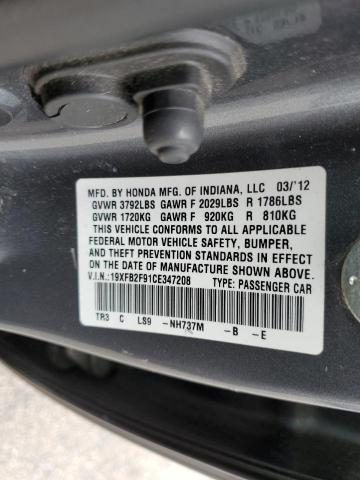 MFD. BY HONDA MFG. OF INDIANA, LLC 03/'12
GVWR 3792LBS GAWR F 2029LBS R 1786LBS
GVWR 1720KG GAWR F 920KG R 810KG
THIS VEHICLE CONFORMS TO ALL APPLICABLE
FEDERAL MOTOR VEHICLE SAFETY, BUMPER,
AND THEFT PREVENTION STANDARDS IN
EFFECT ON THE DATE OF MANUFACTURE
SHOWN ABOVE.
V.I.N.:19XFB2F91CE347208 TYPE: PASSENGER CAR
TR3 C LS9 -NH737M -B -E